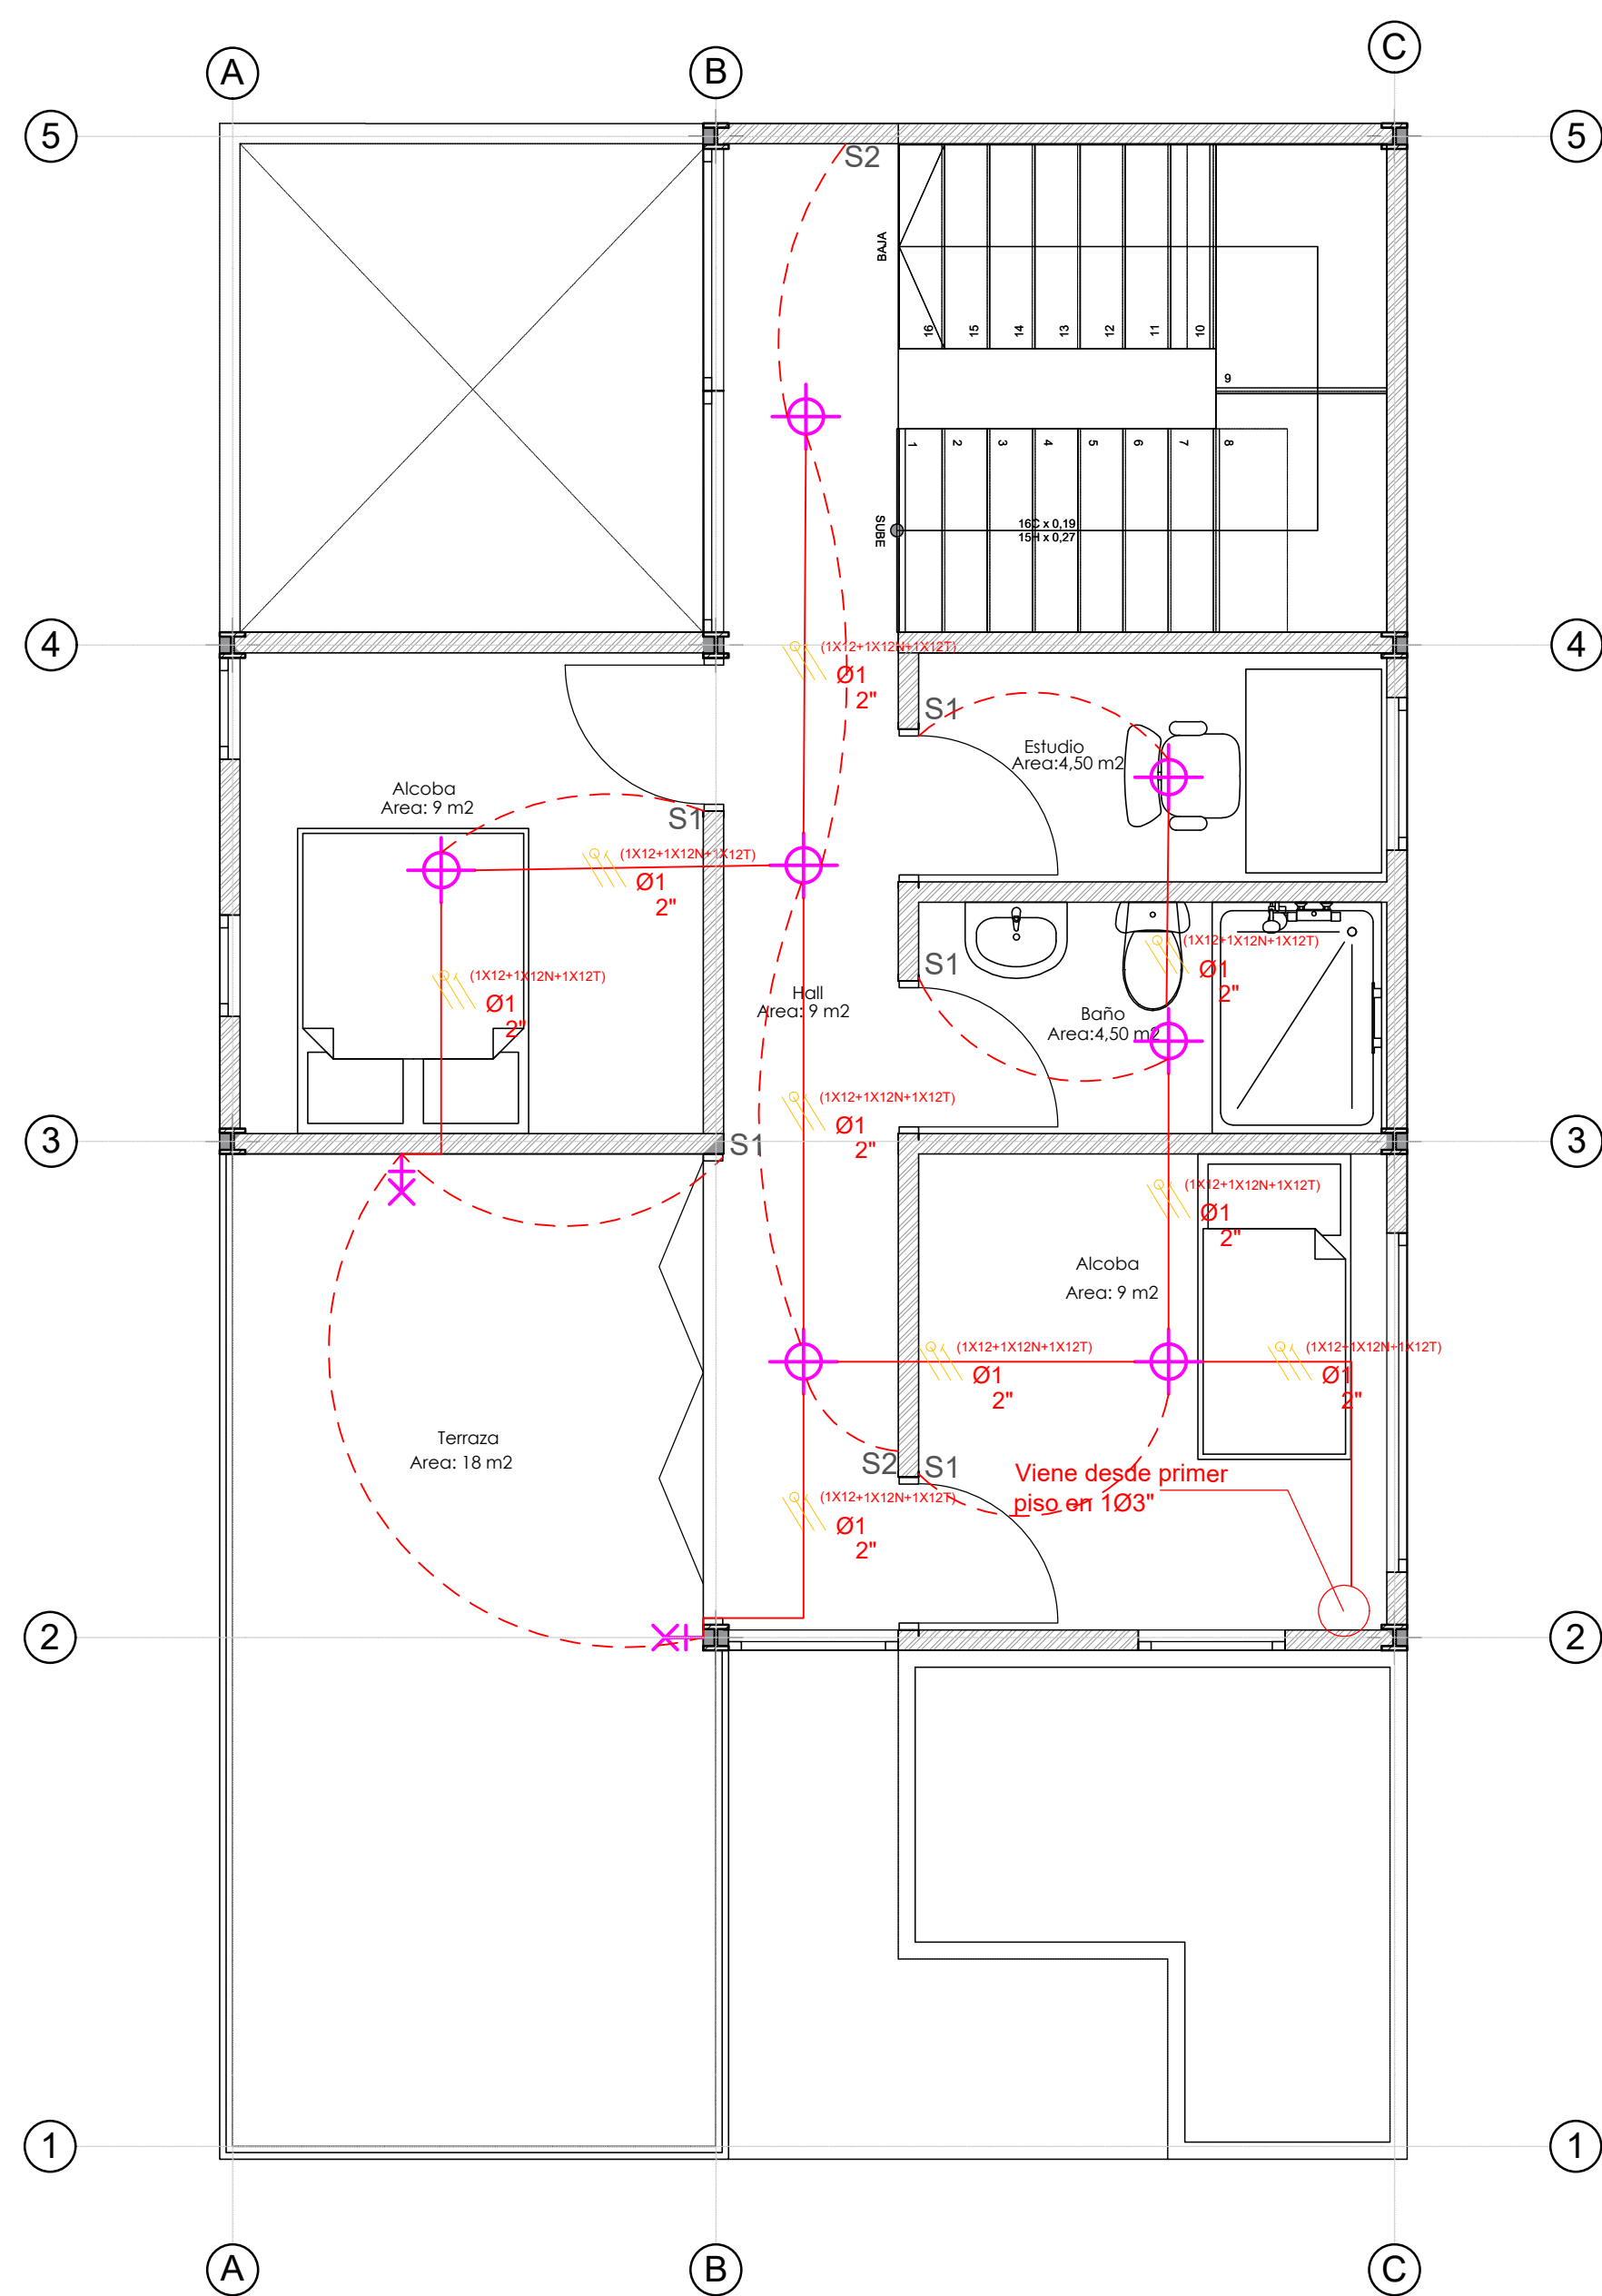 A
B
C
5
5
S2
BAJA
16
15
14
13
12
11
10
9
1
2
3
4
5
6
7
8
SUBE
16C x 0,19
15H x 0,27
4
4
(1X12+1X12N+1X12T)
Ø1
2"
S1
Estudio
Area:4,50 m2
Alcoba
Area: 9 m2
S1
(1X12+1X12N+1X12T)
Ø1
2"
(1X12+1X12N+1X12T)
Ø1
2"
S1
(1X12+1X12N+1X12T)
Ø1
2"
Hall
Area: 9 m2
Baño
Area:4,50 m2
(1X12+1X12N+1X12T)
Ø1
2"
3
S1
3
(1X12+1X12N+1X12T)
Ø1
2"
Alcoba
Area: 9 m2
(1X12+1X12N+1X12T)
Ø1
2"
(1X12+1X12N+1X12T)
Ø1
2"
Terraza
Area: 18 m2
S2
S1
Viene desde primer
piso en 1Ø3"
(1X12+1X12N+1X12T)
Ø1
2"
2
2
1
1
A
B
C